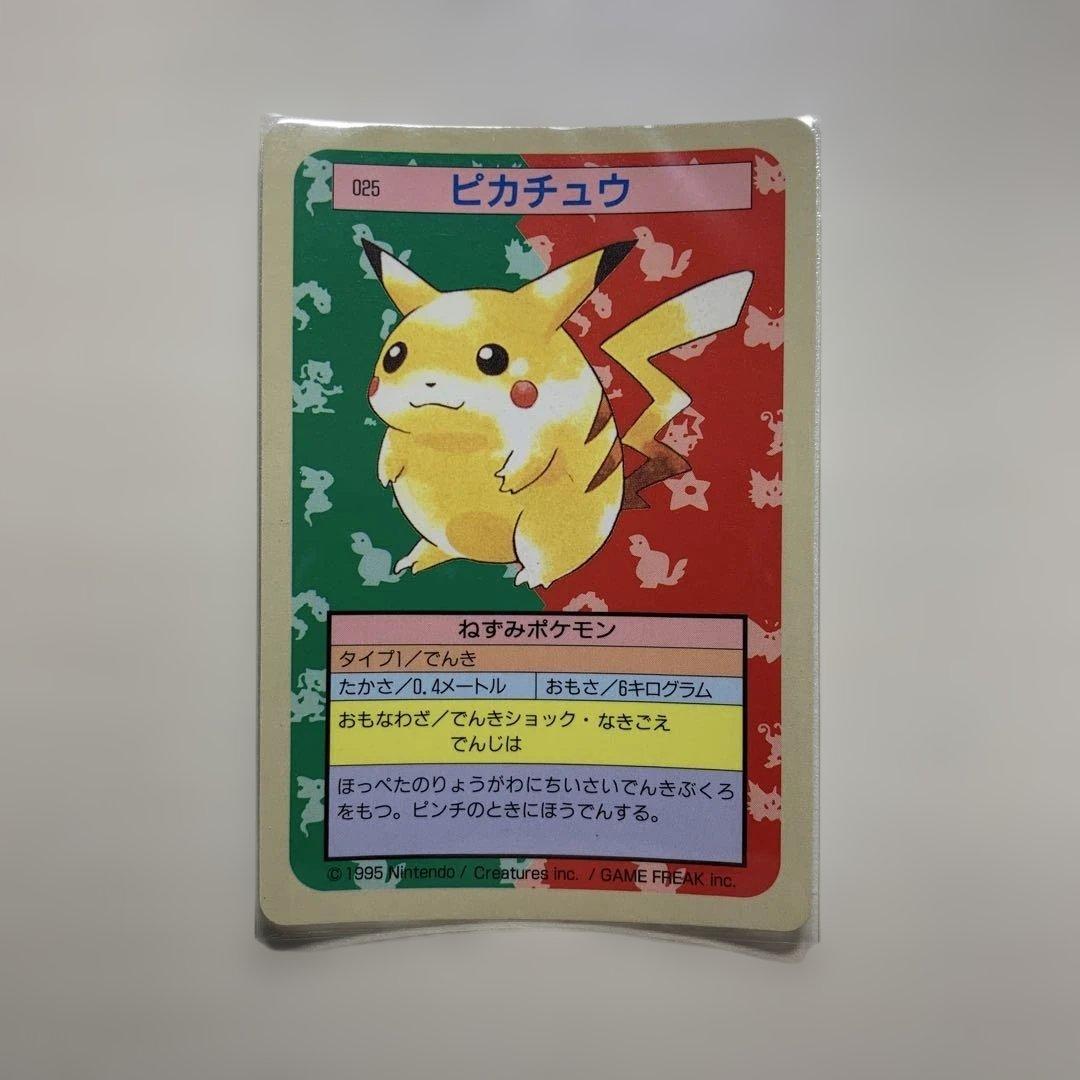 025 ピカチュウ
ねずみポケモン
タイプ1／でんき
たかさ／0.4メートル おもさ／6キログラム
おもなわざ／でんきショック・なきごえ
でんじは
ほっぺたのりょうがわにちいさいでんきぶくろ
をもつ。ピンチのときにほうでんする。
© 1995 Nintendo / Creatures inc. / GAME FREAK inc.